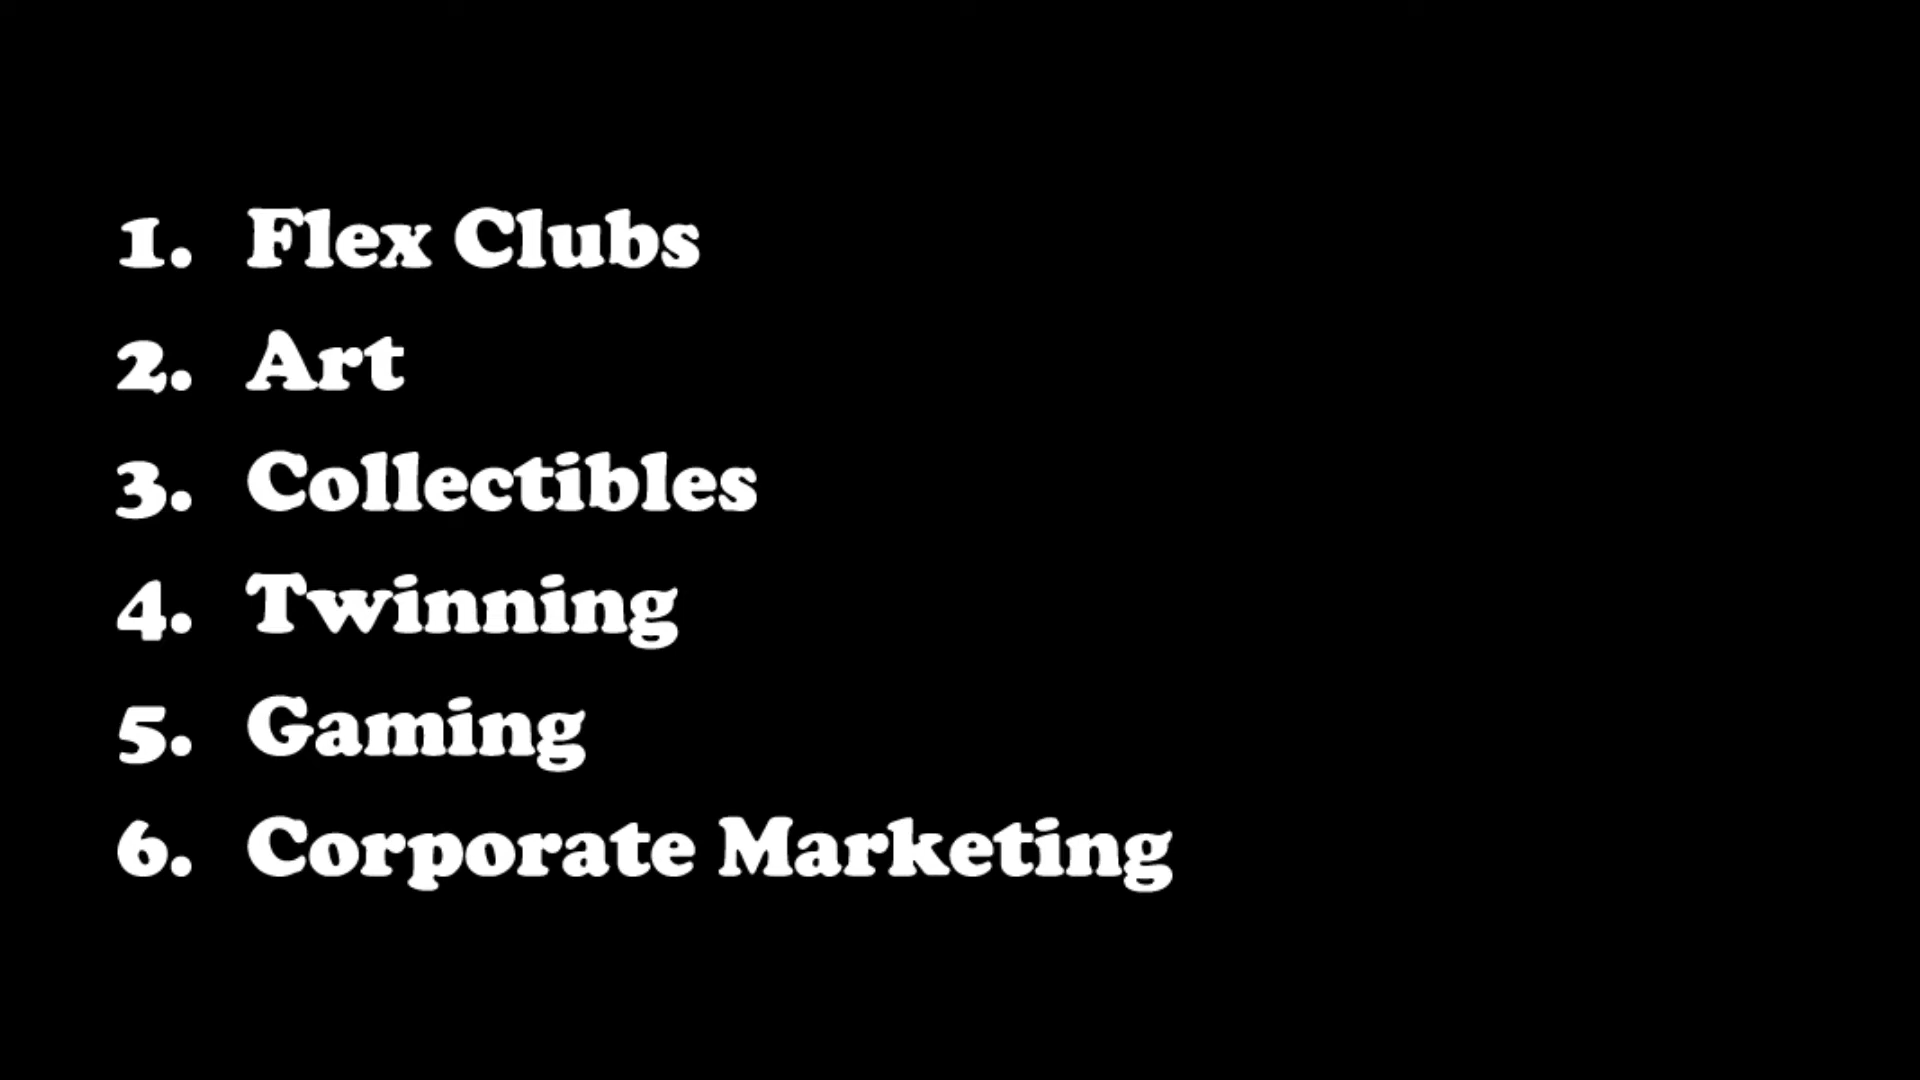 1. Flex Clubs
2. Art
3. Collectibles
4. Twinning
5. Gaming
6. Corporate Marketing